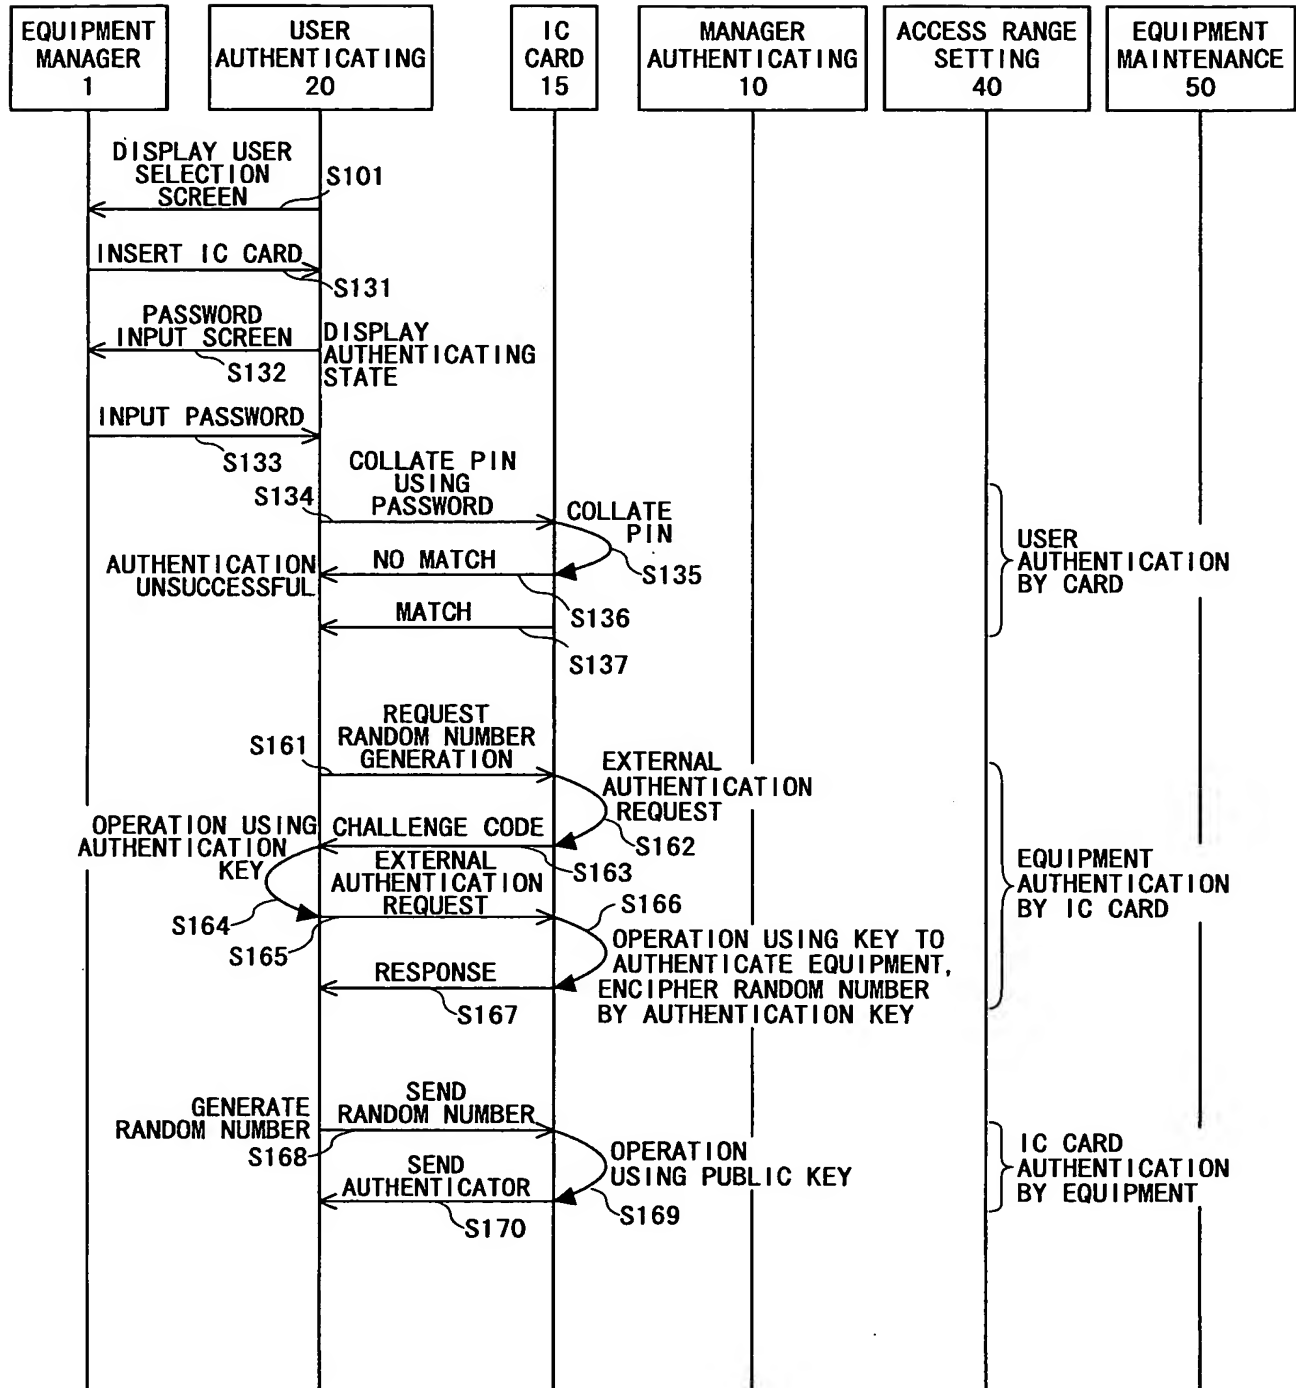 EQUIPMENT
MANAGER
1
USER
AUTHENTICATING
20
IC
CARD
15
MANAGER
AUTHENTICATING
10
ACCESS RANGE
SETTING
40
EQUIPMENT
MAINTENANCE
50
DISPLAY USER
SELECTION
SCREEN
S101
INSERT IC CARD
S131
PASSWORD
INPUT SCREEN
S132
DISPLAY
AUTHENTICATING
STATE
INPUT PASSWORD
S133
S134
COLLATE PIN
USING
PASSWORD
COLLATE
PIN
S135
AUTHENTICATION
UNSUCCESSFUL
NO MATCH
S136
MATCH
S137
USER
AUTHENTICATION
BY CARD
S161
REQUEST
RANDOM NUMBER
GENERATION
EXTERNAL
AUTHENTICATION
REQUEST
S162
OPERATION USING
AUTHENTICATION
KEY
CHALLENGE CODE
S163
S164
EXTERNAL
AUTHENTICATION
REQUEST
S165
S166
OPERATION USING KEY TO
AUTHENTICATE EQUIPMENT,
ENCIPHER RANDOM NUMBER
BY AUTHENTICATION KEY
RESPONSE
S167
EQUIPMENT
AUTHENTICATION
BY IC CARD
GENERATE
RANDOM NUMBER
SEND
RANDOM NUMBER
S168
OPERATION
USING PUBLIC KEY
S169
SEND
AUTHENTICATOR
S170
IC CARD
AUTHENTICATION
BY EQUIPMENT